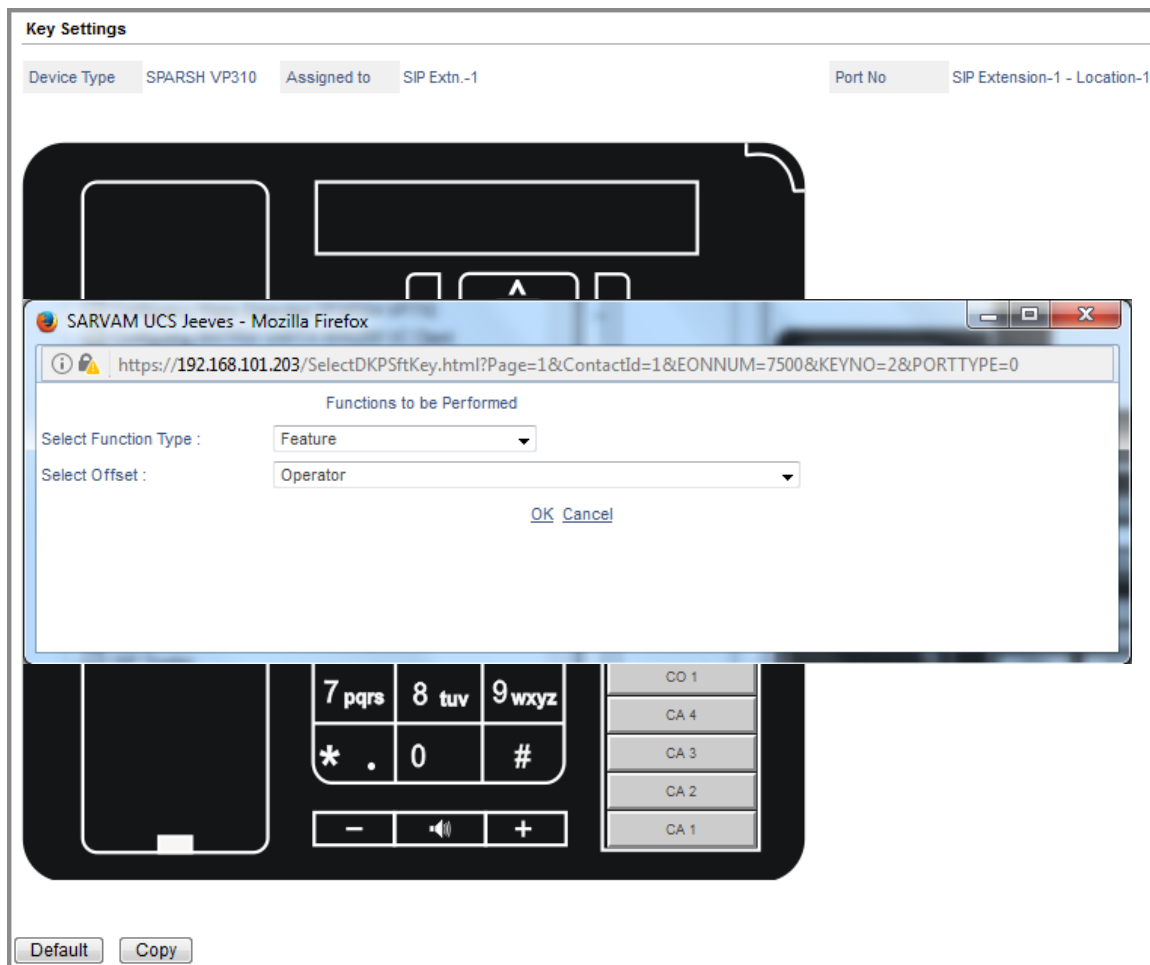 Key Settings
Device Type SPARSH VP310 Assigned to SIP Extn.-1 Port No SIP Extension-1 - Location-1
SARVAM UCS Jeeves - Mozilla Firefox
https://192.168.101.203/SelectDKPSftKey.html?Page=1&ContactId=1&EONNUM=7500&KEYNO=2&PORTTYPE=0
Functions to be Performed
Select Function Type : Feature
Select Offset : Operator
OK Cancel
CO 1
7 pqrs 8 tuv 9 wxyz
CA 4
* . 0 #
CA 3
CA 2
CA 1
− +
Default Copy